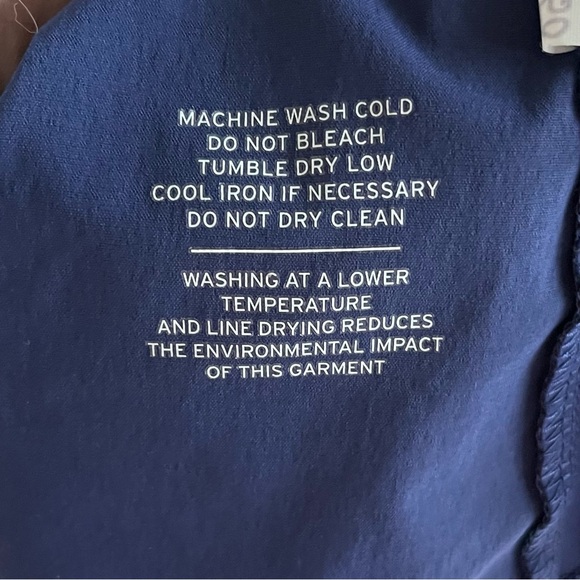 MACHINE WASH COLD
DO NOT BLEACH
TUMBLE DRY LOW
COOL IRON IF NECESSARY
DO NOT DRY CLEAN
WASHING AT A LOWER
TEMPERATURE
AND LINE DRYING REDUCES
THE ENVIRONMENTAL IMPACT
OF THIS GARMENT